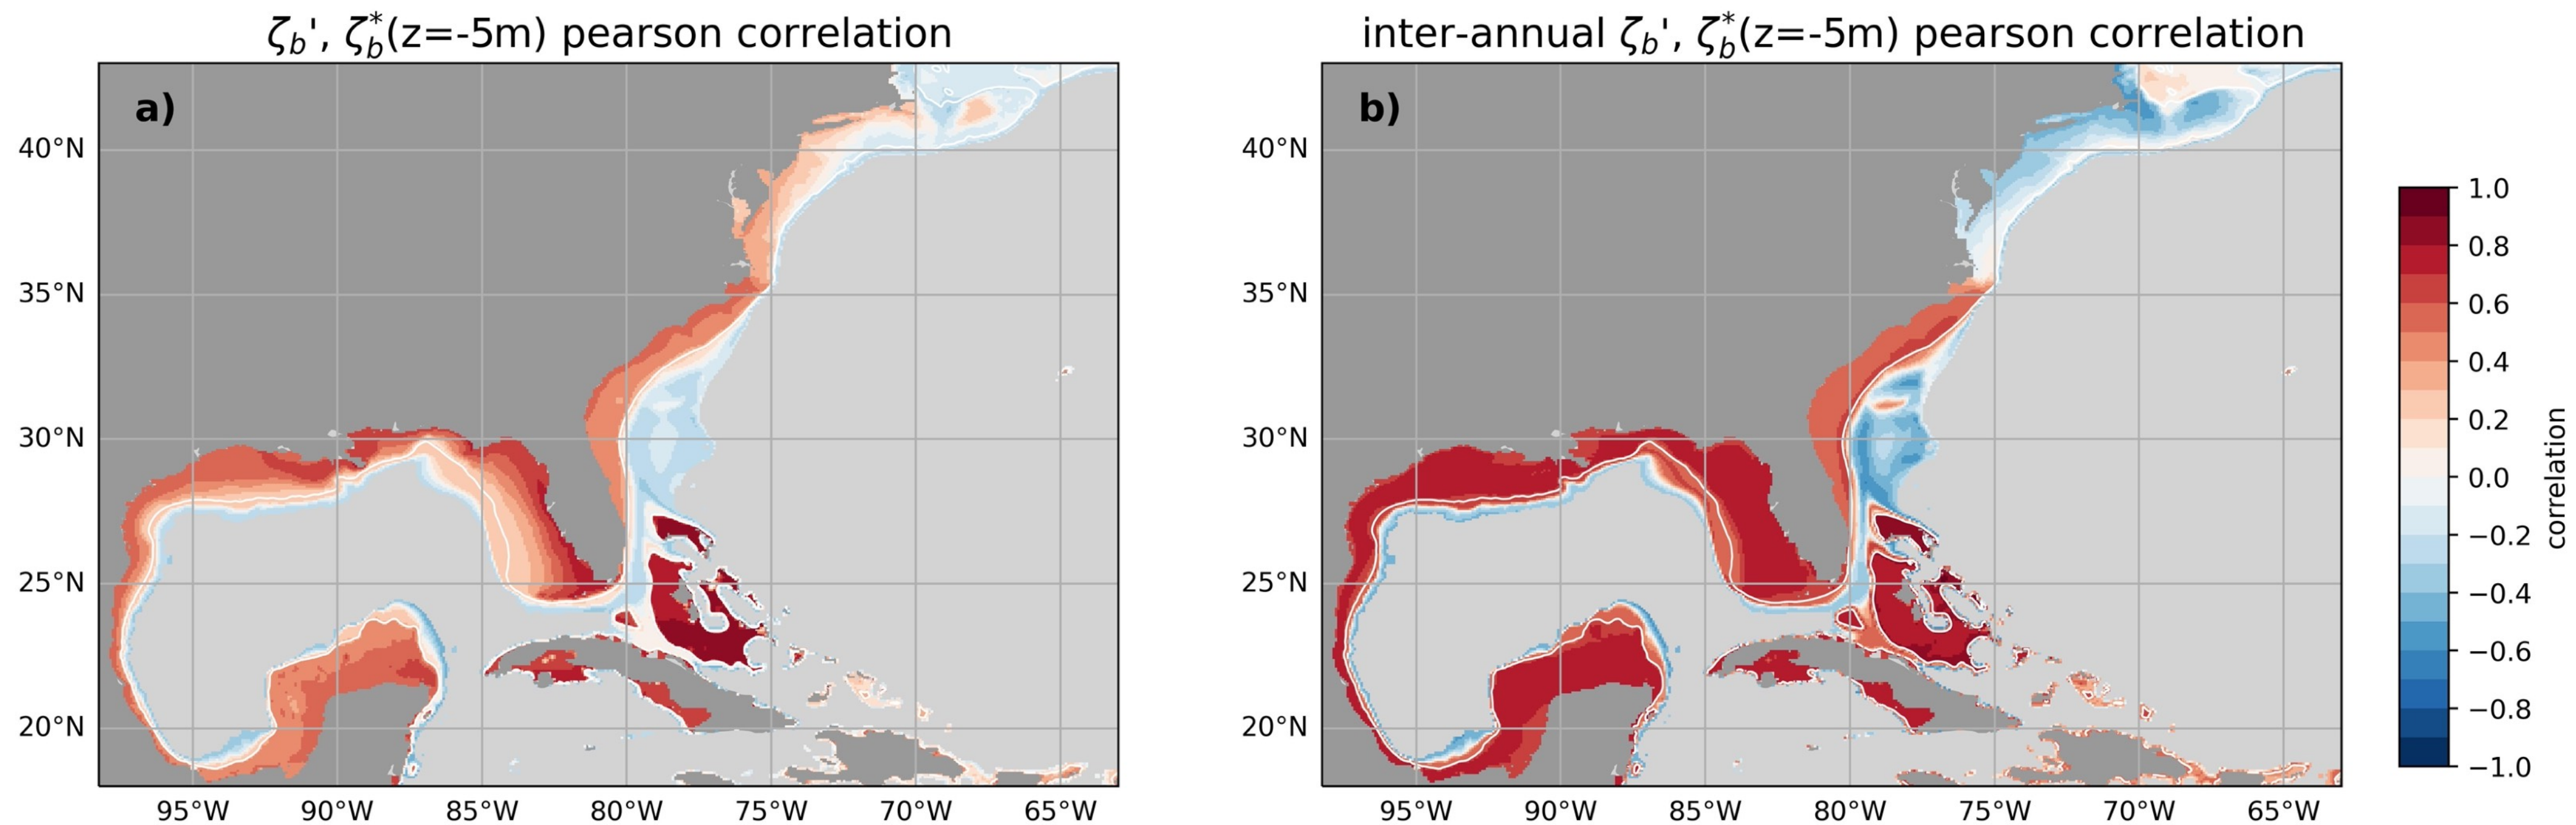 ζb', ζ*b(z=-5m) pearson correlation
a)
40°N
35°N
30°N
25°N
20°N
95°W 90°W 85°W 80°W 75°W 70°W 65°W
inter-annual ζb', ζ*b(z=-5m) pearson correlation
b)
40°N
35°N
30°N
25°N
20°N
95°W 90°W 85°W 80°W 75°W 70°W 65°W
1.0
0.8
0.6
0.4
0.2
0.0
−0.2
−0.4
−0.6
−0.8
−1.0
correlation